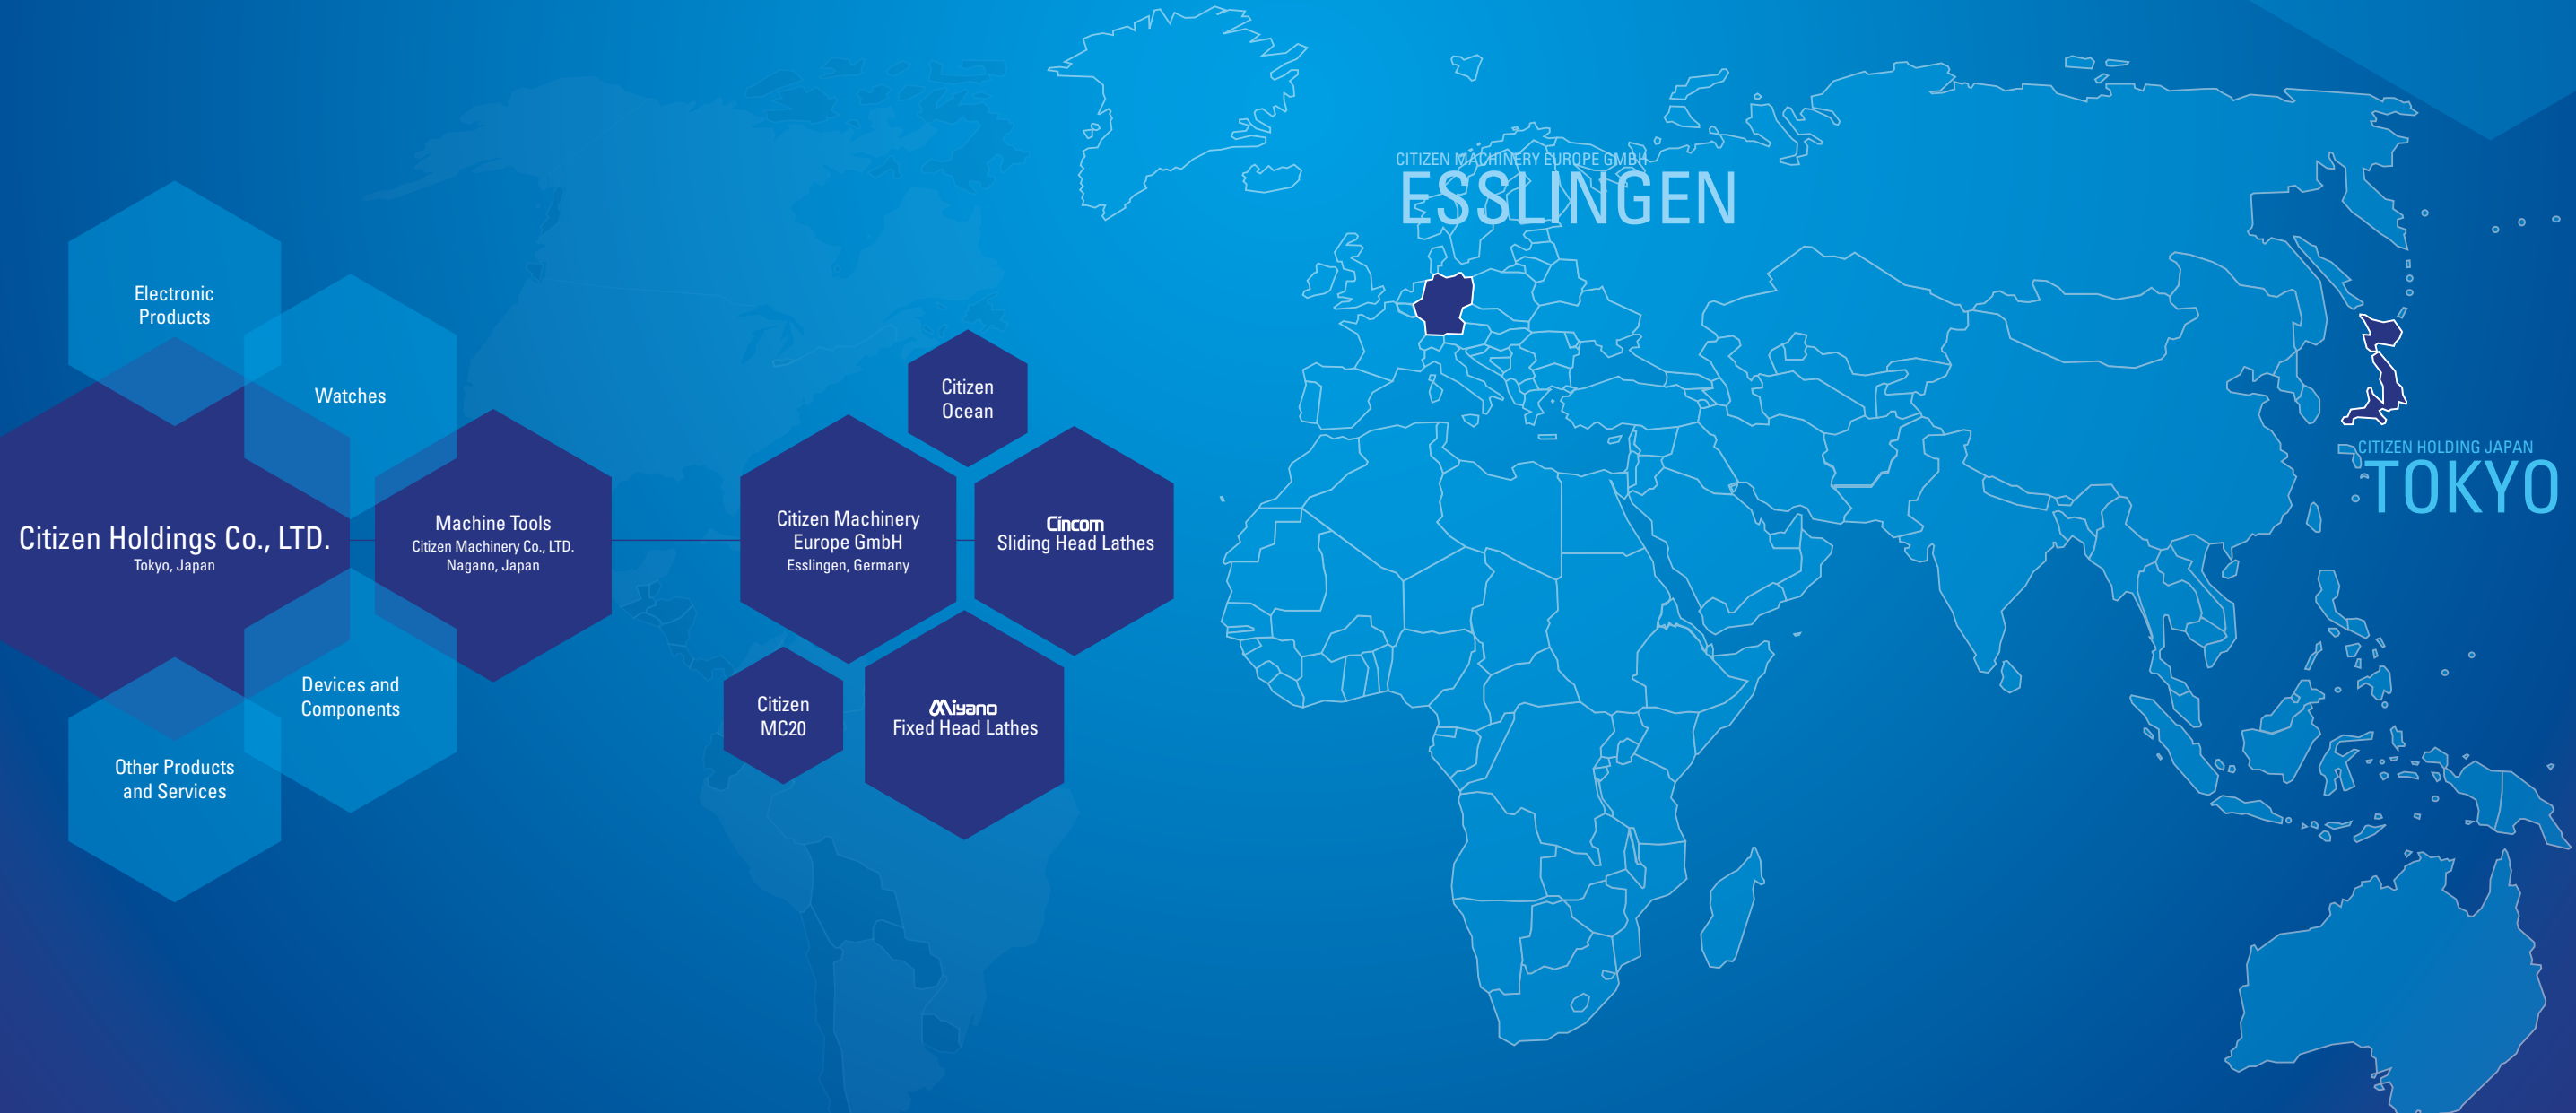 Electronic
Products
Watches
Citizen Holdings Co., LTD.
Tokyo, Japan
Machine Tools
Citizen Machinery Co., LTD.
Nagano, Japan
Devices and
Components
Other Products
and Services
Citizen Machinery
Europe GmbH
Esslingen, Germany
Citizen
Ocean
Cincom
Sliding Head Lathes
Citizen
MC20
Miyano
Fixed Head Lathes
CITIZEN MACHINERY EUROPE GMBH
ESSLINGEN
CITIZEN HOLDING JAPAN
TOKYO